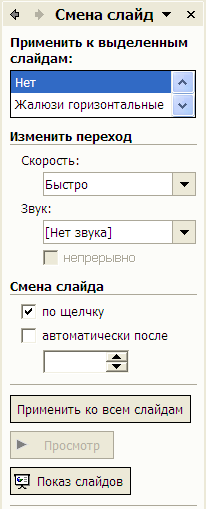 Смена слайд
Применить к выделенным
слайдам:
Нет
Жалюзи горизонтальные
Изменить переход
Скорость:
Быстро
Звук:
[Нет звука]
непрерывно
Смена слайда
по щелчку
автоматически после
Применить ко всем слайдам
Просмотр
Показ слайдов